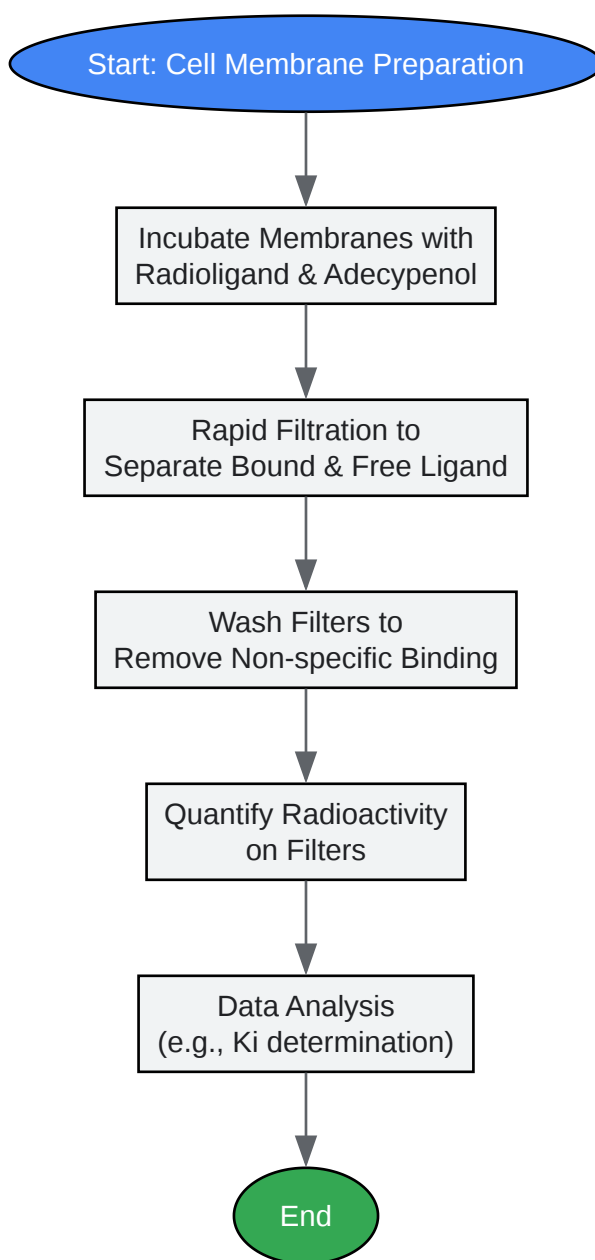 Start: Cell Membrane Preparation
Incubate Membranes with
Radioligand & Adecypenol
Rapid Filtration to
Separate Bound & Free Ligand
Wash Filters to
Remove Non-specific Binding
Quantify Radioactivity
on Filters
Data Analysis
(e.g., Ki determination)
End